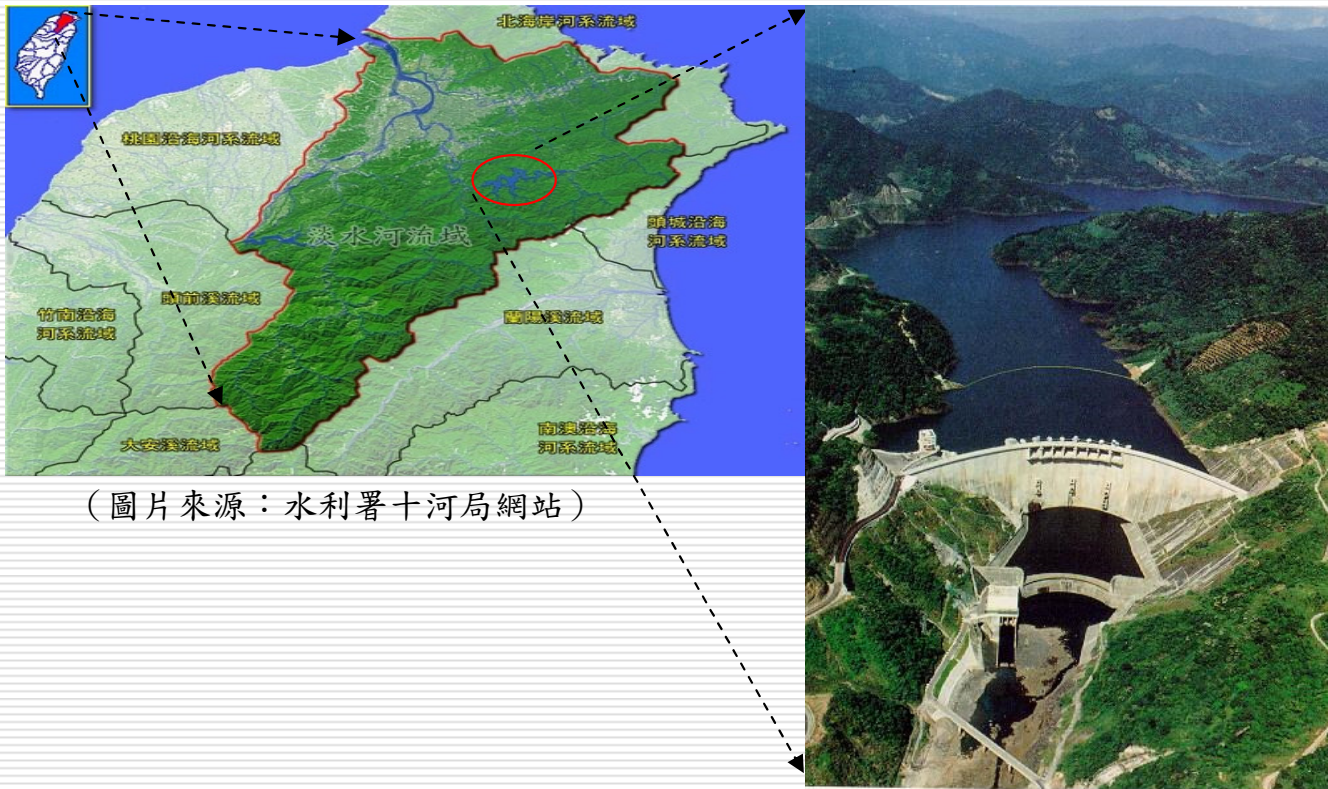 北海岸河系流域
桃園沿海河系流域
頭城沿海
河系流域
淡水河流域
頭前溪流域
竹南沿海
河系流域
蘭陽溪流域
大安溪流域
南澳沿海
河系流域
（圖片來源：水利署十河局網站）